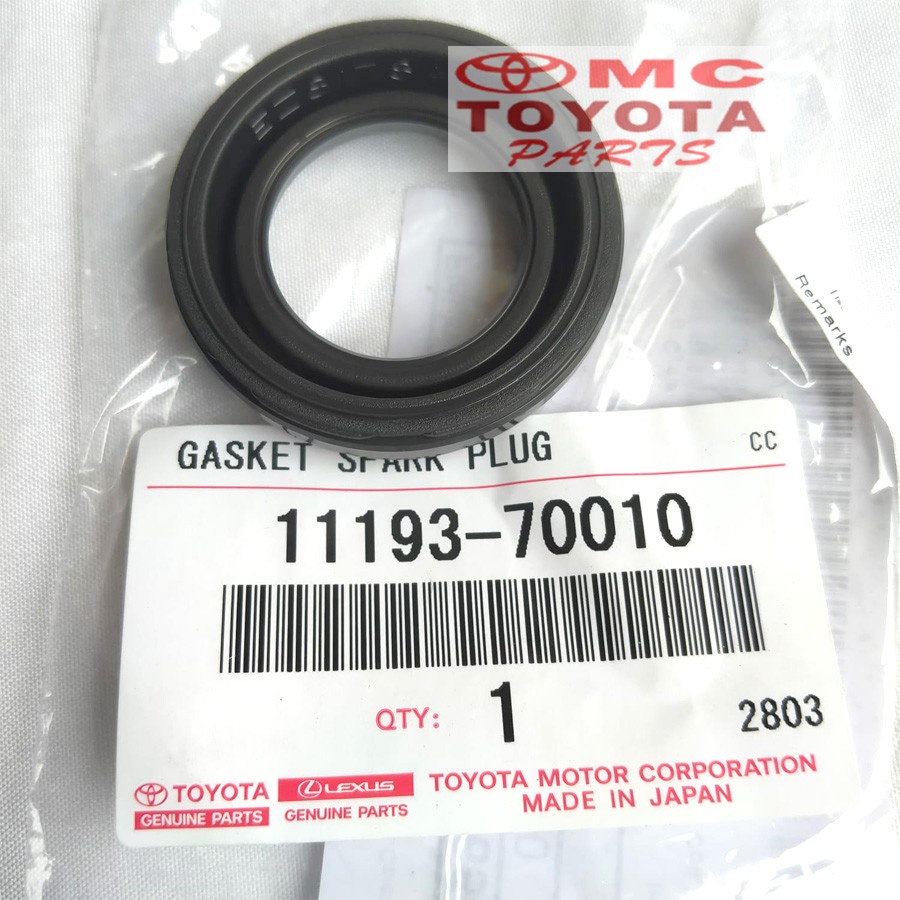 MC
TOYOTA
PARTS
Remarks
GASKET SPARK PLUG CC
11193-70010
QTY: 1 2803
TOYOTA
GENUINE PARTS
LEXUS
GENUINE PARTS
TOYOTA MOTOR CORPORATION
MADE IN JAPAN